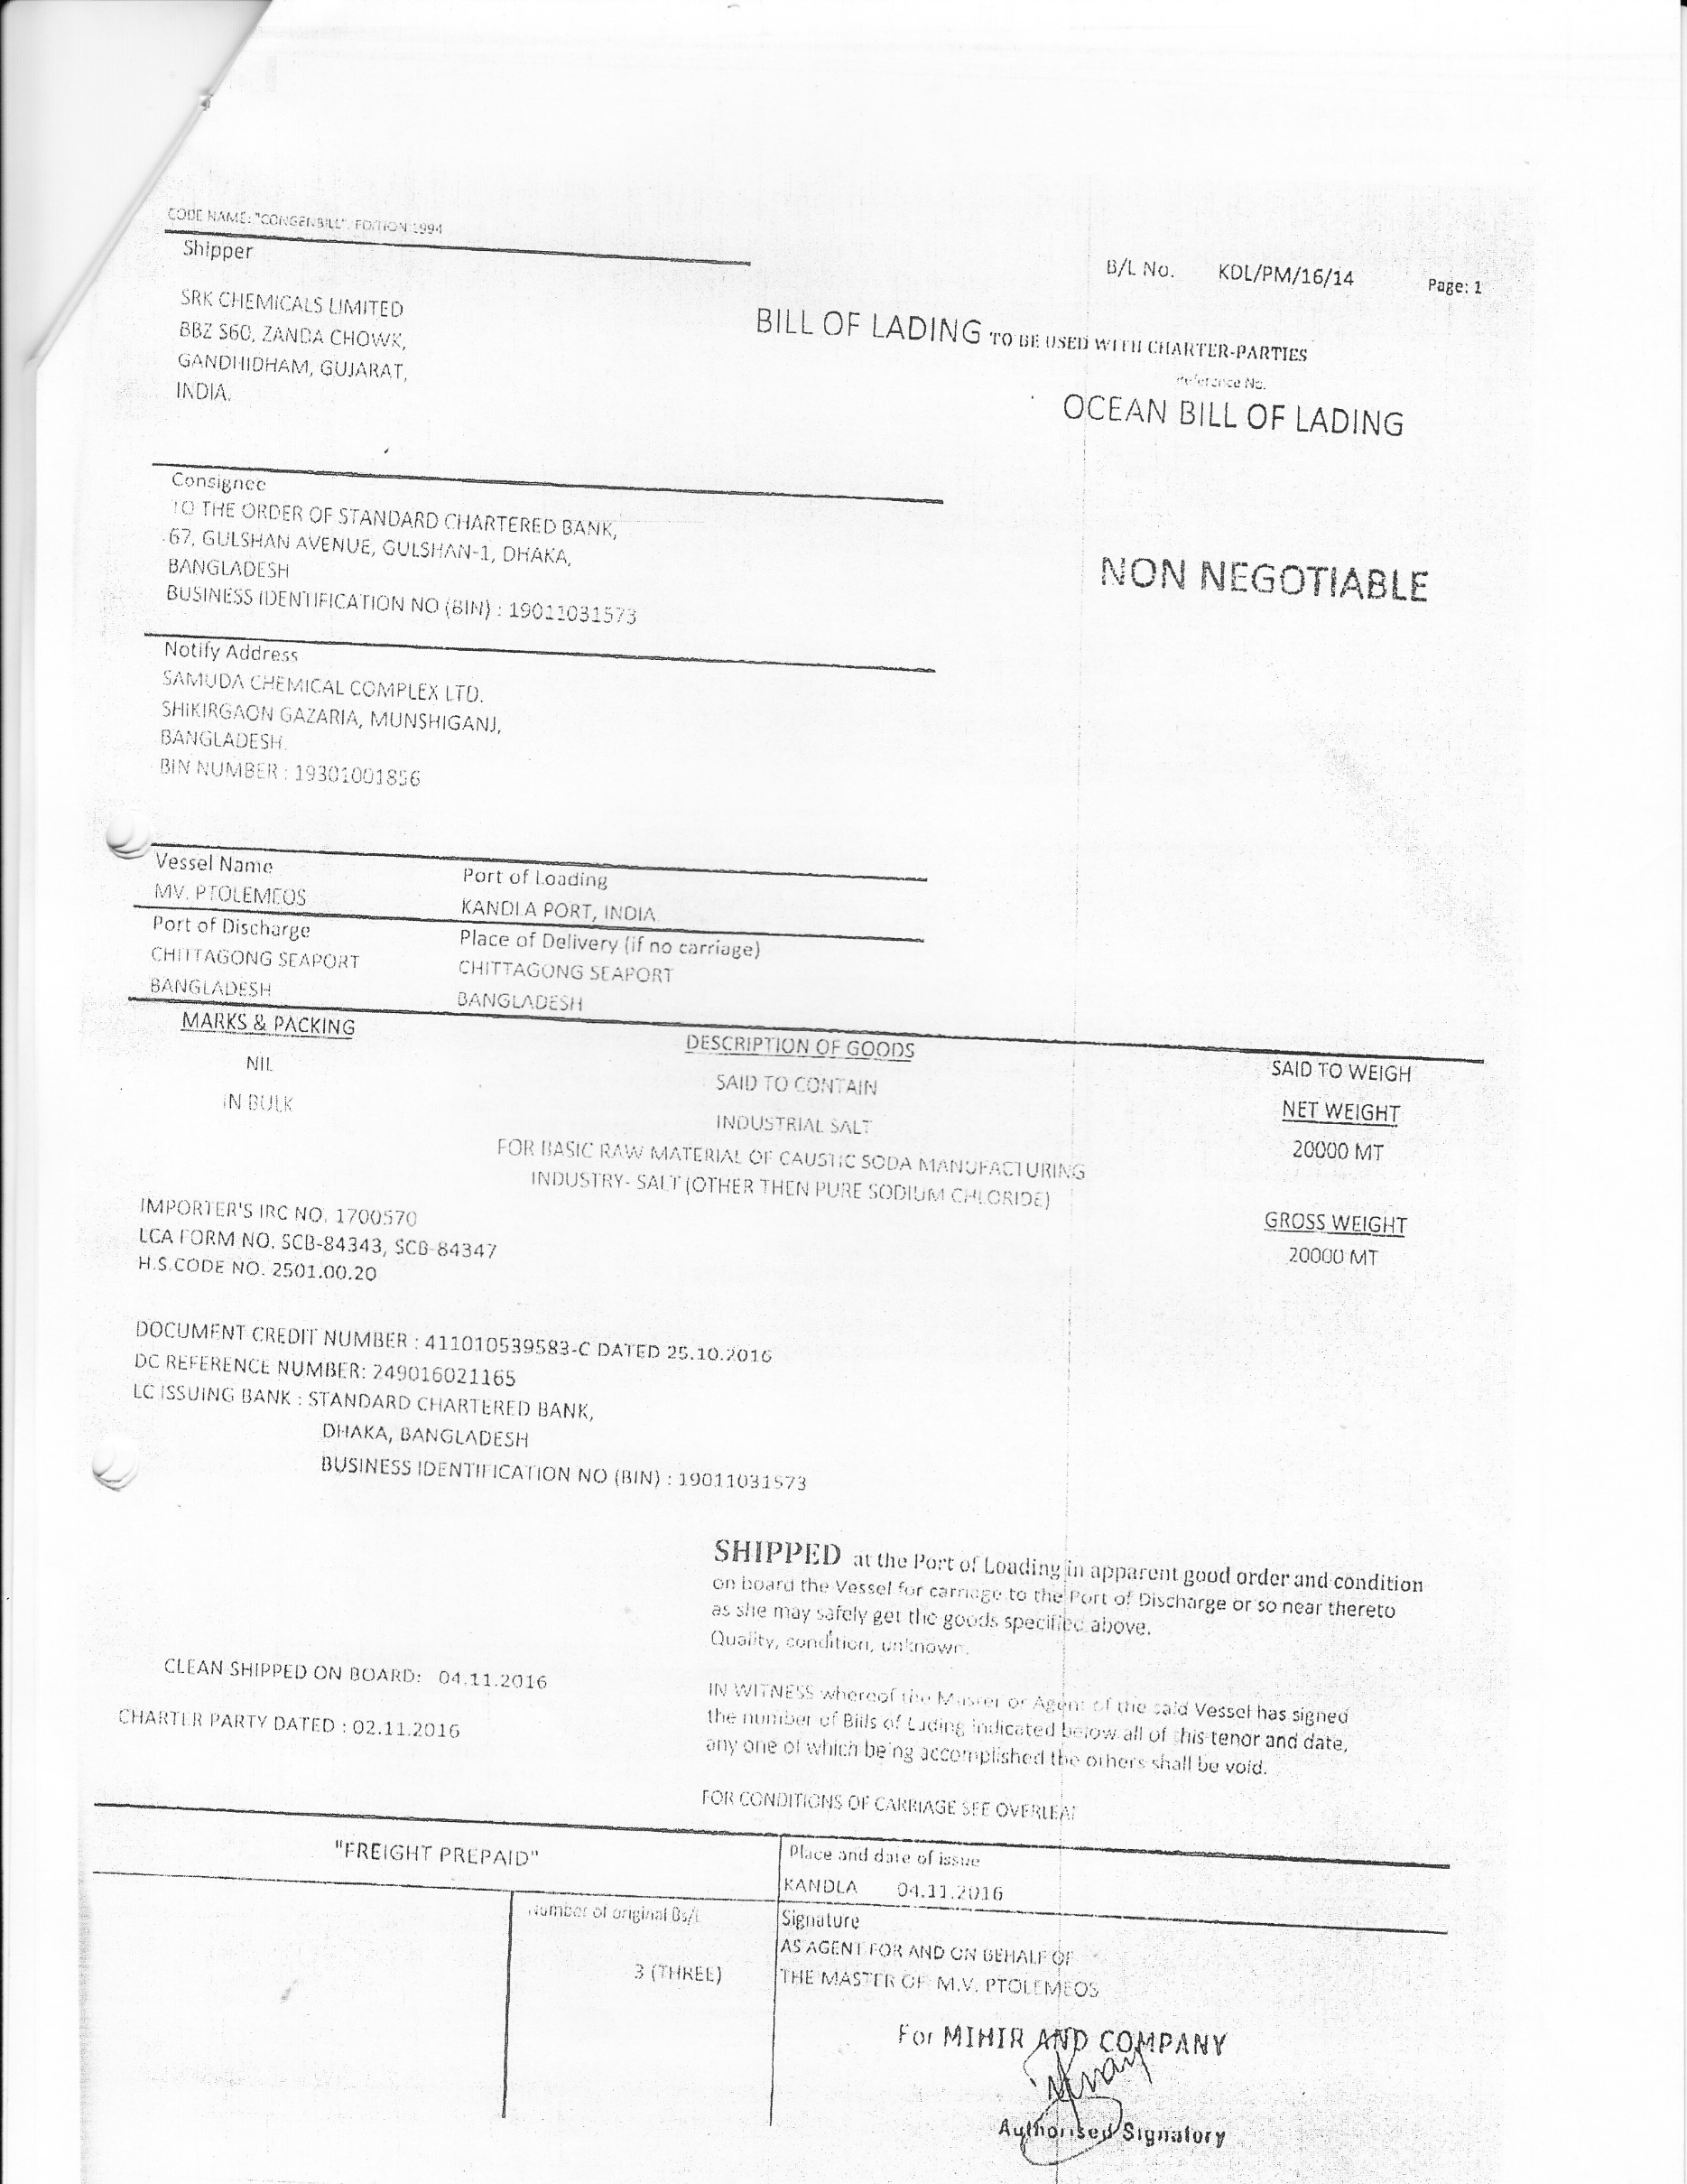 CODE NAME: "CONGENBILL". EDITION 1994
Shipper
B/L No. KDL/PM/16/14 Page: 1
SRK CHEMICALS LIMITED
BBZ S60, ZANDA CHOWK,
GANDHIDHAM, GUJARAT,
INDIA.
BILL OF LADING TO BE USED WITH CHARTER-PARTIES
Reference No.
OCEAN BILL OF LADING
Consignee
TO THE ORDER OF STANDARD CHARTERED BANK,
67, GULSHAN AVENUE, GULSHAN-1, DHAKA,
BANGLADESH
BUSINESS IDENTIFICATION NO (BIN) : 19011031573
NON NEGOTIABLE
Notify Address
SAMUDA CHEMICAL COMPLEX LTD.
SHIKIRGAON GAZARIA, MUNSHIGANJ,
BANGLADESH.
BIN NUMBER : 19301001856
Vessel Name Port of Loading
MV. PTOLEMEOS KANDLA PORT, INDIA
Port of Discharge Place of Delivery (if no carriage)
CHITTAGONG SEAPORT CHITTAGONG SEAPORT
BANGLADESH BANGLADESH
MARKS & PACKING DESCRIPTION OF GOODS SAID TO WEIGH
NIL SAID TO CONTAIN NET WEIGHT
IN BULK INDUSTRIAL SALT 20000 MT
FOR BASIC RAW MATERIAL OF CAUSTIC SODA MANUFACTURING
INDUSTRY- SALT (OTHER THEN PURE SODIUM CHLORIDE)
GROSS WEIGHT
20000 MT
IMPORTER'S IRC NO. 1700570
LCA FORM NO. SCB-84343, SCB-84347
H.S.CODE NO. 2501.00.20
DOCUMENT CREDIT NUMBER : 411010539583-C DATED 25.10.2016
DC REFERENCE NUMBER: 249016021165
LC ISSUING BANK : STANDARD CHARTERED BANK,
DHAKA, BANGLADESH
BUSINESS IDENTIFICATION NO (BIN) : 19011031573
SHIPPED at the Port of Loading in apparent good order and condition
on board the Vessel for carriage to the Port of Discharge or so near thereto
as she may safely get the goods specified above.
Quality, condition, unknown.
CLEAN SHIPPED ON BOARD: 04.11.2016
CHARTER PARTY DATED : 02.11.2016
IN WITNESS whereof the Master or Agent of the said Vessel has signed
the number of Bills of Lading indicated below all of this tenor and date,
any one of which being accomplished the others shall be void.
FOR CONDITIONS OF CARRIAGE SEE OVERLEAF
"FREIGHT PREPAID"
Place and date of issue
KANDLA 04.11.2016
Number of original Bs/L
3 (THREE)
Signature
AS AGENT FOR AND ON BEHALF OF
THE MASTER OF M.V. PTOLEMEOS
For MIHIR AND COMPANY
Authorised Signatory